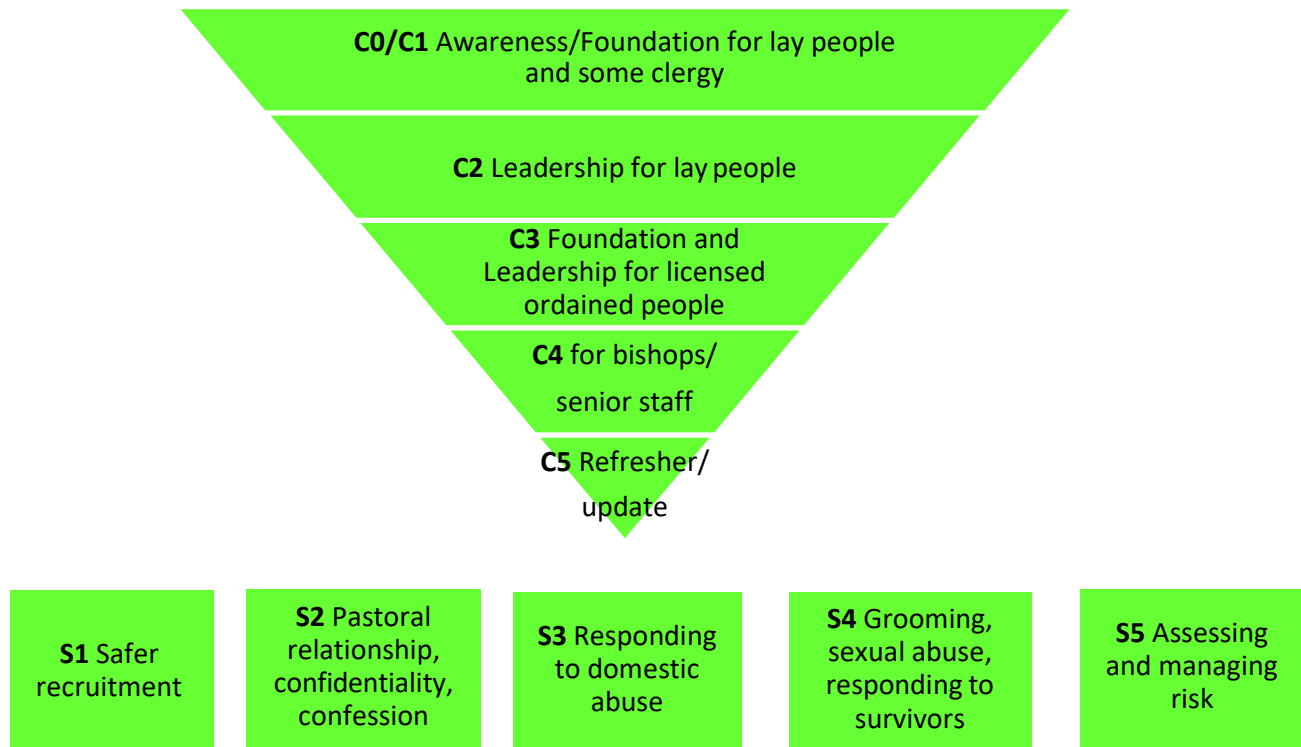 C0/C1 Awareness/Foundation for lay people
and some clergy
C2 Leadership for lay people
C3 Foundation and
Leadership for licensed
ordained people
C4 for bishops/
senior staff
C5 Refresher/
update
S1 Safer
recruitment
S2 Pastoral
relationship,
confidentiality,
confession
S3 Responding
to domestic
abuse
S4 Grooming,
sexual abuse,
responding to
survivors
S5 Assessing
and managing
risk